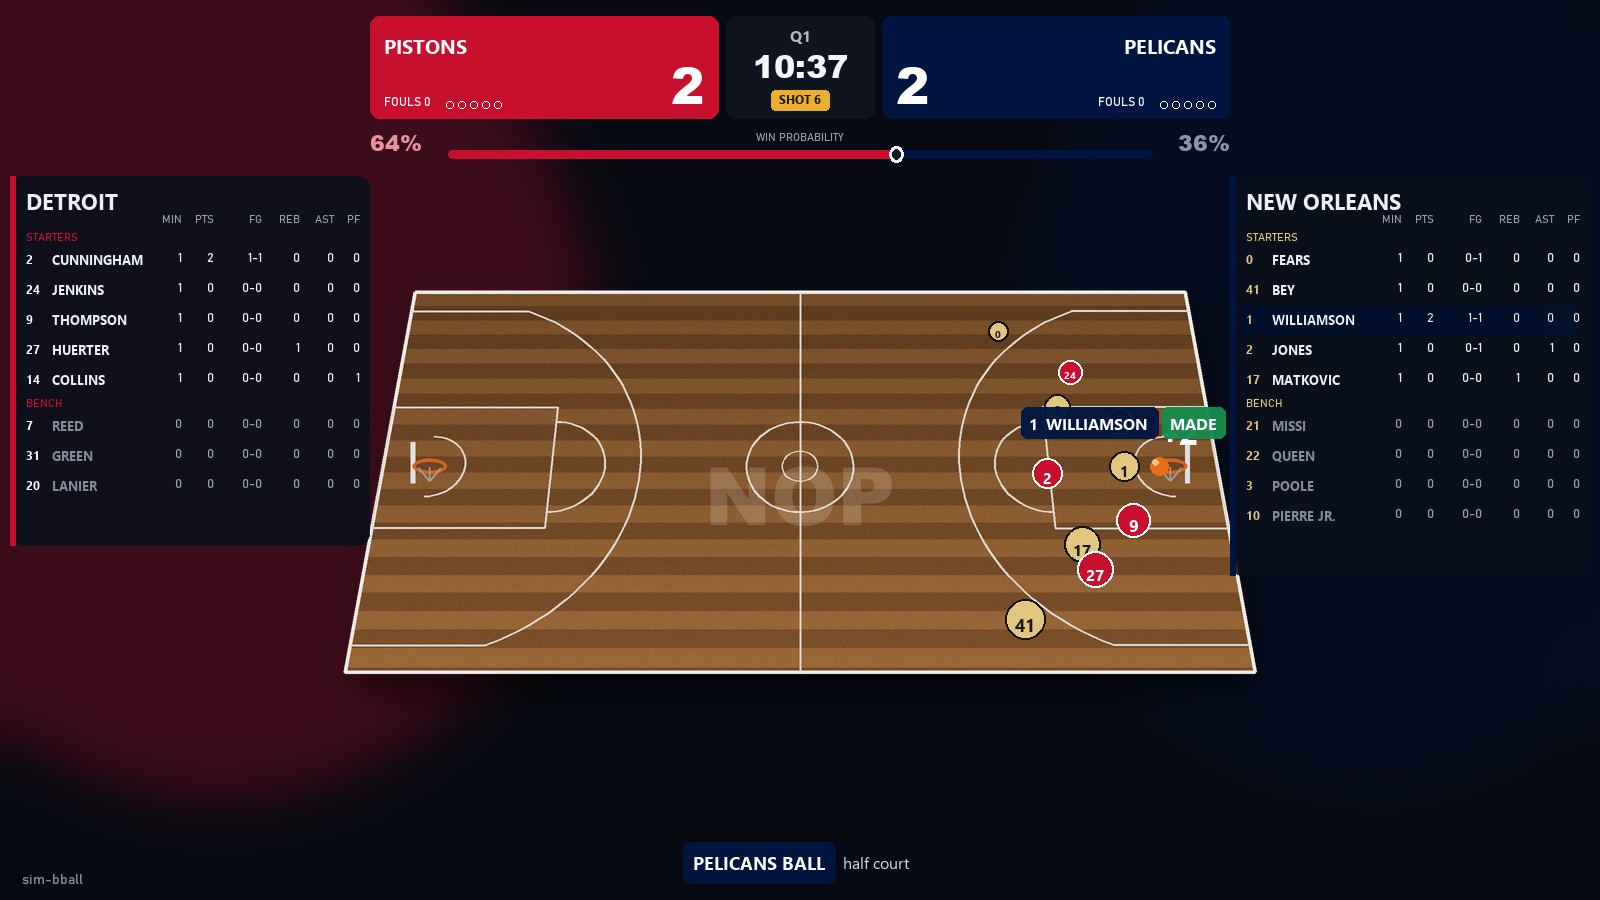 PISTONS
2
FOULS 0
Q1
10:37
SHOT 6
PELICANS
2
FOULS 0
64%
WIN PROBABILITY
36%
DETROIT
MIN PTS FG REB AST PF
STARTERS
2 CUNNINGHAM 1 2 1-1 0 0 0
24 JENKINS 1 0 0-0 0 0 0
9 THOMPSON 1 0 0-0 0 0 0
27 HUERTER 1 0 0-0 1 0 0
14 COLLINS 1 0 0-0 0 0 1
BENCH
7 REED 0 0 0-0 0 0 0
31 GREEN 0 0 0-0 0 0 0
20 LANIER 0 0 0-0 0 0 0
NEW ORLEANS
MIN PTS FG REB AST PF
STARTERS
0 FEARS 1 0 0-1 0 0 0
41 BEY 1 0 0-0 0 0 0
1 WILLIAMSON 1 2 1-1 0 0 0
2 JONES 1 0 0-1 0 1 0
17 MATKOVIC 1 0 0-0 1 0 0
BENCH
21 MISSI 0 0 0-0 0 0 0
22 QUEEN 0 0 0-0 0 0 0
3 POOLE 0 0 0-0 0 0 0
10 PIERRE JR. 0 0 0-0 0 0 0
0
24
1 WILLIAMSON MADE
1
2
NOP
9
17
27
41
PELICANS BALL half court
sim-bball